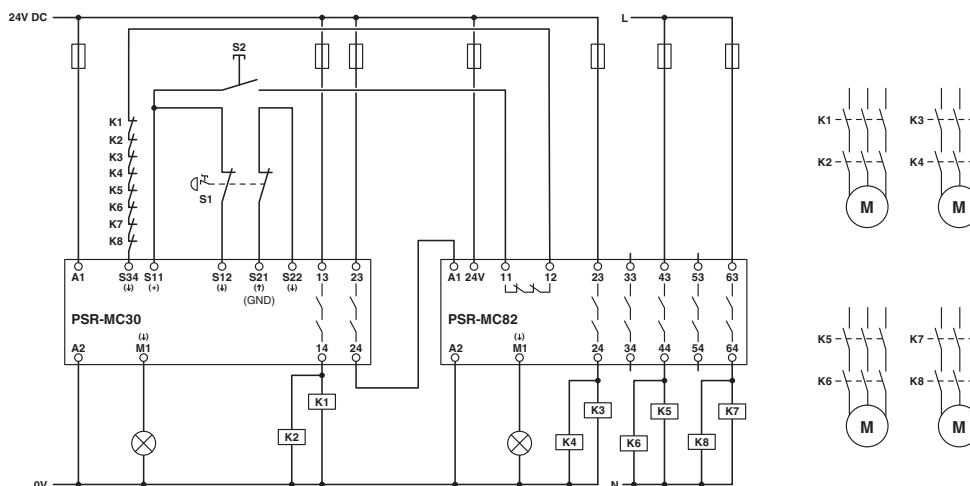 24V DC
L
S2
K1
K2
K3
K4
K5
K6
K7
K8
S1
A1 S34 S11 S12 S21 S22 13 23
(↓) (+) (↓) (↑) (↓)
(GND)
PSR-MC30
(↓)
A2 M1 14 24
A1 24V 11 12 23 33 43 53 63
PSR-MC82
(↓)
A2 M1 24 34 44 54 64
K1
K2
K3
K4
K5
K6
K7
K8
0V
N
K1 K3
K2 K4
M M
K5 K7
K6 K8
M M